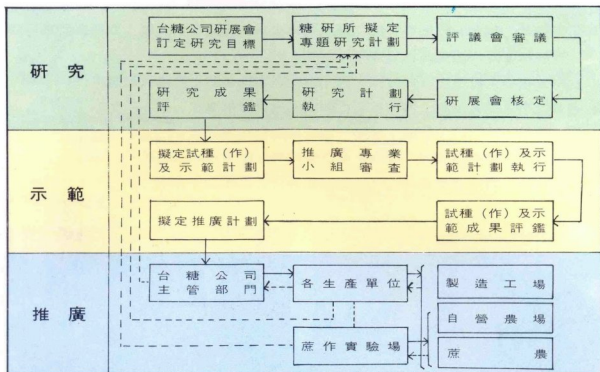 研究
台糖公司研展會
訂定研究目標
糖研所擬定
專題研究計劃
評議會審議
研究成果
評鑑
研究計劃
執行
研展會核定
示範
擬定試種(作)
及示範計劃
推廣專業
小組審查
試種(作)及示
範計劃執行
擬定推廣計劃
試種(作)及示
範成果評鑑
推廣
台糖公司
主管部門
各生產單位
製造工場
自營農場
蔗作實驗場
蔗農